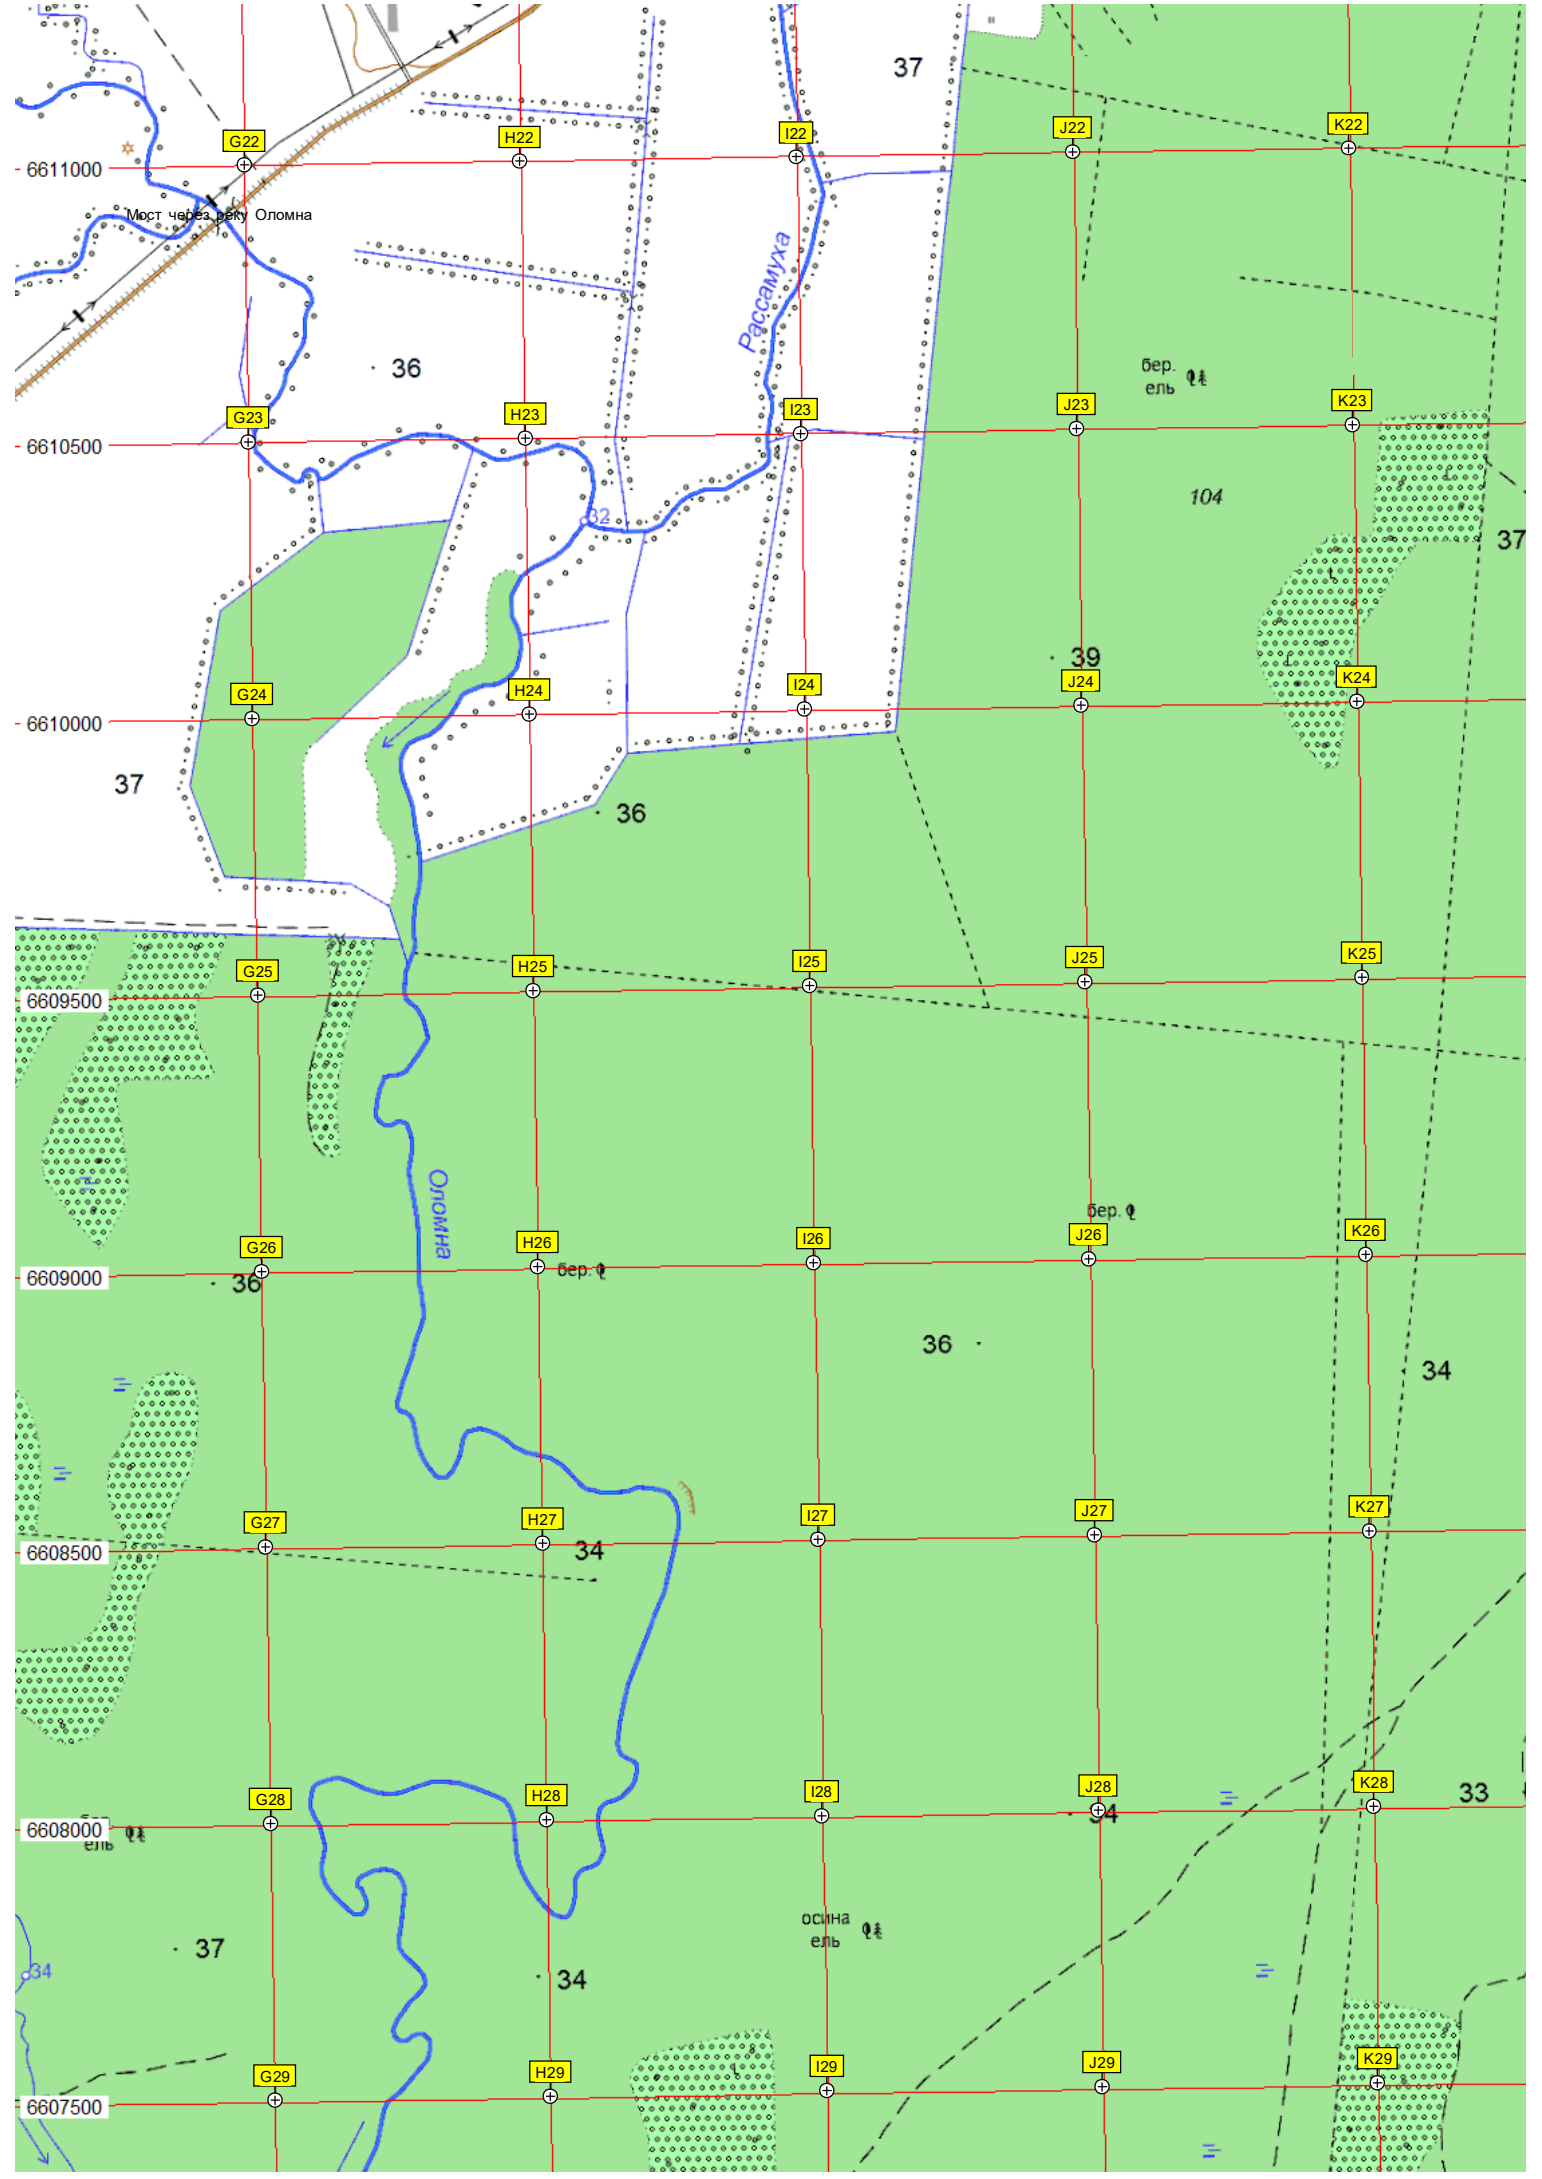 37
G22
H22
I22
J22
K22
6611000
Мост через реку Оломна
Рассамуха
36
бер.
ель
G23
H23
I23
J23
K23
6610500
104
32
37
39
G24
H24
I24
J24
K24
6610000
37
36
G25
H25
I25
J25
K25
6609500
Оломна
бер.
G26
H26
I26
J26
K26
6609000
36
бер.
36
34
G27
H27
I27
J27
K27
6608500
34
G28
H28
I28
J28
K28
33
6608000
ель
34
осина
ель
37
34
34
G29
H29
I29
J29
K29
6607500